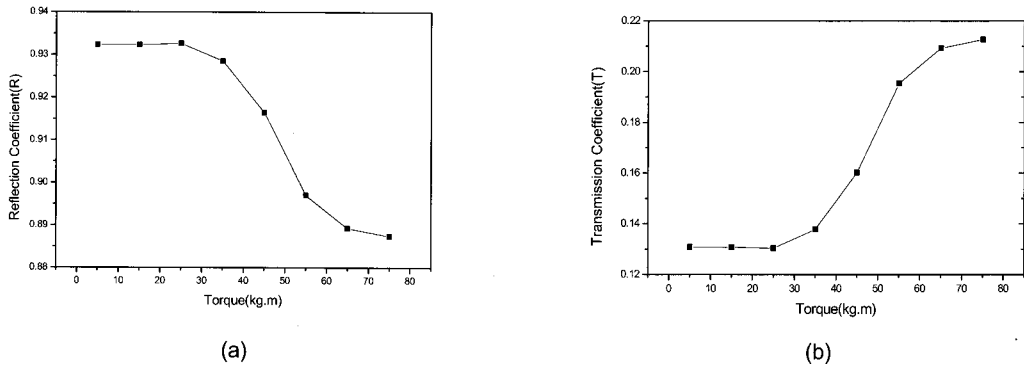 0.94
0.93
0.92
0.91
0.90
0.89
0.88
Reflection Coefficient(R)
0 10 20 30 40 50 60 70 80
Torque(kg.m)
(a)
0.22
0.20
0.18
0.16
0.14
0.12
Transmission Coefficient(T)
0 10 20 30 40 50 60 70 80
Torque(kg.m)
(b)